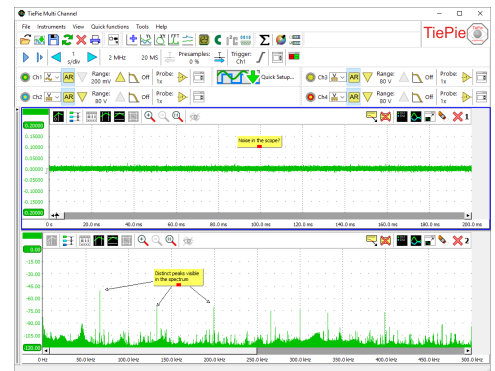 TiePie Multi Channel
File Instruments View Quick functions Tools Help
TiePie
1 s/div 2 MHz 20 MS Presamples: 0 % Trigger: Ch1
Ch1 AR Range: 200 mV Off Probe: 1x Quick Setup... Ch3 AR Range: 80 V Off Probe: 1x
Ch2 AR Range: 80 V Off Probe: 1x Ch4 AR Range: 80 V Off Probe: 1x
1
0.20000
0.15000
Noise in the scope?
0.10000
0.05000
0.00000
-0.05000
-0.10000
-0.15000
-0.20000
0 s 20.0 ms 40.0 ms 60.0 ms 80.0 ms 100.0 ms 120.0 ms 140.0 ms 160.0 ms 180.0 ms 200.0 ms
2
0.00
-15.00
Distinct peaks visible
in the spectrum
-30.00
-45.00
-60.00
-75.00
-90.00
-105.00
-120.00
0 Hz 50.0 kHz 100.0 kHz 150.0 kHz 200.0 kHz 250.0 kHz 300.0 kHz 350.0 kHz 400.0 kHz 450.0 kHz 500.0 kHz